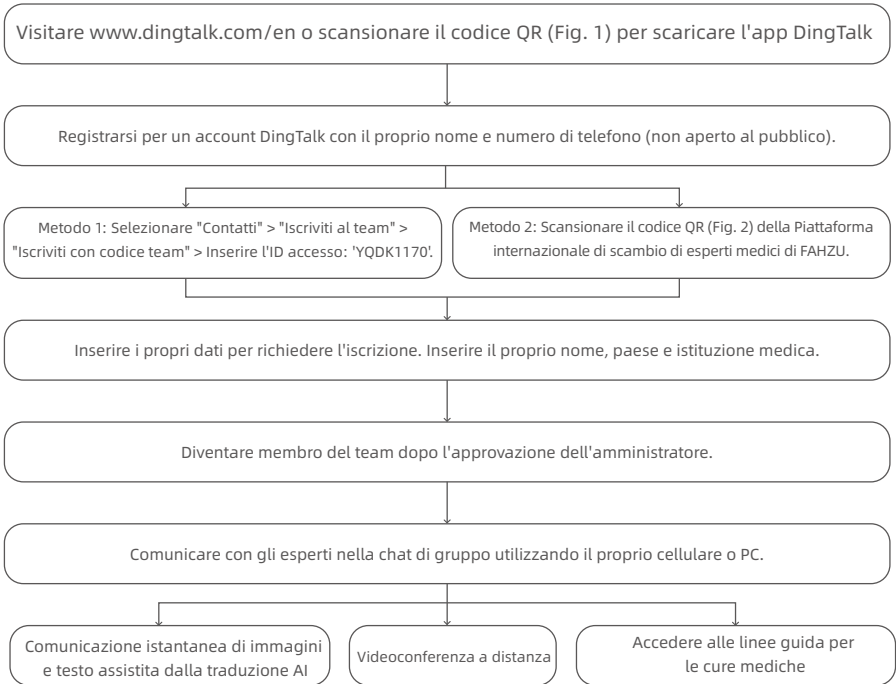 Visitare www.dingtalk.com/en o scansionare il codice QR (Fig. 1) per scaricare l'app DingTalk
Registrarsi per un account DingTalk con il proprio nome e numero di telefono (non aperto al pubblico).
Metodo 1: Selezionare "Contatti" > "Iscriviti al team" >
"Iscriviti con codice team" > Inserire l'ID accesso: 'YQDK1170'.
Metodo 2: Scansionare il codice QR (Fig. 2) della Piattaforma
internazionale di scambio di esperti medici di FAHZU.
Inserire i propri dati per richiedere l'iscrizione. Inserire il proprio nome, paese e istituzione medica.
Diventare membro del team dopo l'approvazione dell'amministratore.
Comunicare con gli esperti nella chat di gruppo utilizzando il proprio cellulare o PC.
Comunicazione istantanea di immagini
e testo assistita dalla traduzione AI
Videoconferenza a distanza
Accedere alle linee guida per
le cure mediche